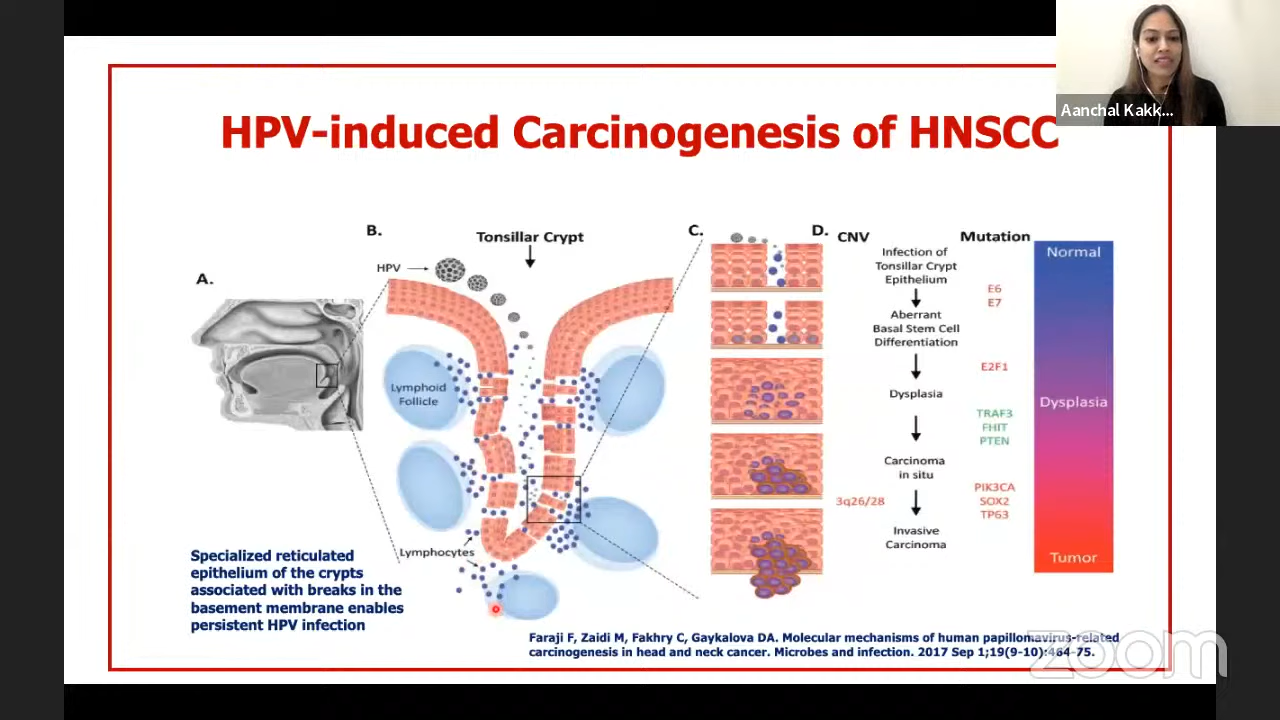 Aanchal Kakk...
HPV-induced Carcinogenesis of HNSCC
A.
B.
Tonsillar Crypt
HPV
Lymphoid
Follicle
Lymphocytes
C.
D.
CNV
Mutation
Infection of
Tonsillar Crypt
Epithelium
E6
E7
Aberrant
Basal Stem Cell
Differentiation
E2F1
Dysplasia
TRAF3
FHIT
PTEN
Carcinoma
in situ
3q26/28
PIK3CA
SOX2
TP63
Invasive
Carcinoma
Normal
Dysplasia
Tumor
Specialized reticulated
epithelium of the crypts
associated with breaks in the
basement membrane enables
persistent HPV infection
Faraji F, Zaidi M, Fakhry C, Gaykalova DA. Molecular mechanisms of human papillomavirus-related
carcinogenesis in head and neck cancer. Microbes and infection. 2017 Sep 1;19(9-10):464-75.
zoom